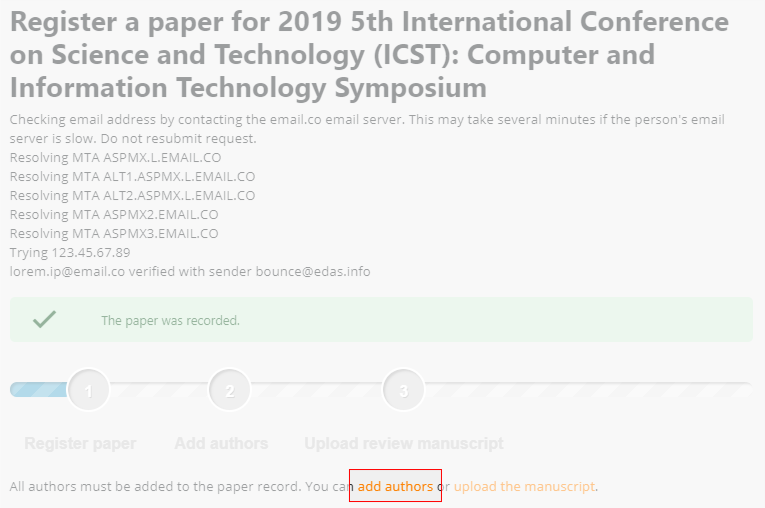 Register a paper for 2019 5th International Conference
on Science and Technology (ICST): Computer and
Information Technology Symposium
Checking email address by contacting the email.co email server. This may take several minutes if the person's email
server is slow. Do not resubmit request.
Resolving MTA ASPMX.L.EMAIL.CO
Resolving MTA ALT1.ASPMX.L.EMAIL.CO
Resolving MTA ALT2.ASPMX.L.EMAIL.CO
Resolving MTA ASPMX2.EMAIL.CO
Resolving MTA ASPMX3.EMAIL.CO
Trying 123.45.67.89
lorem.ip@email.co verified with sender bounce@edas.info
The paper was recorded.
1 2 3
Register paper Add authors Upload review manuscript
All authors must be added to the paper record. You can add authors or upload the manuscript.